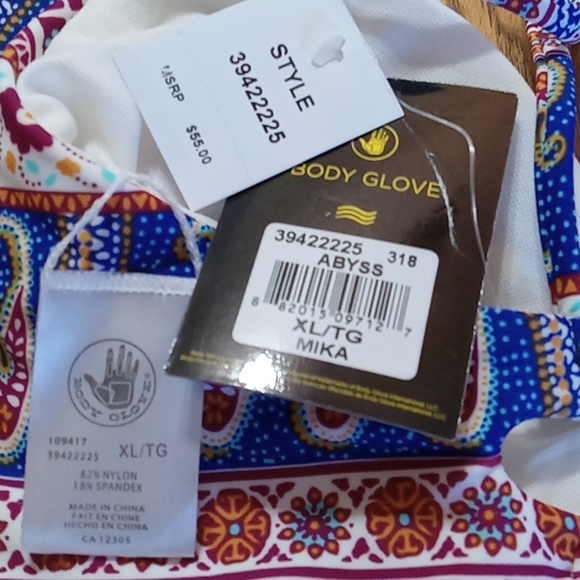 STYLE
39422225
MSRP
$55.00
BODY GLOVE
39422225 318
ABYSS
8 82015 09712 7
XL/TG
MIKA
BODY GLOVE
109417
39422225 XL/TG
82% NYLON
18% SPANDEX
MADE IN CHINA
FAIT EN CHINE
HECHO EN CHINA
CA 12305